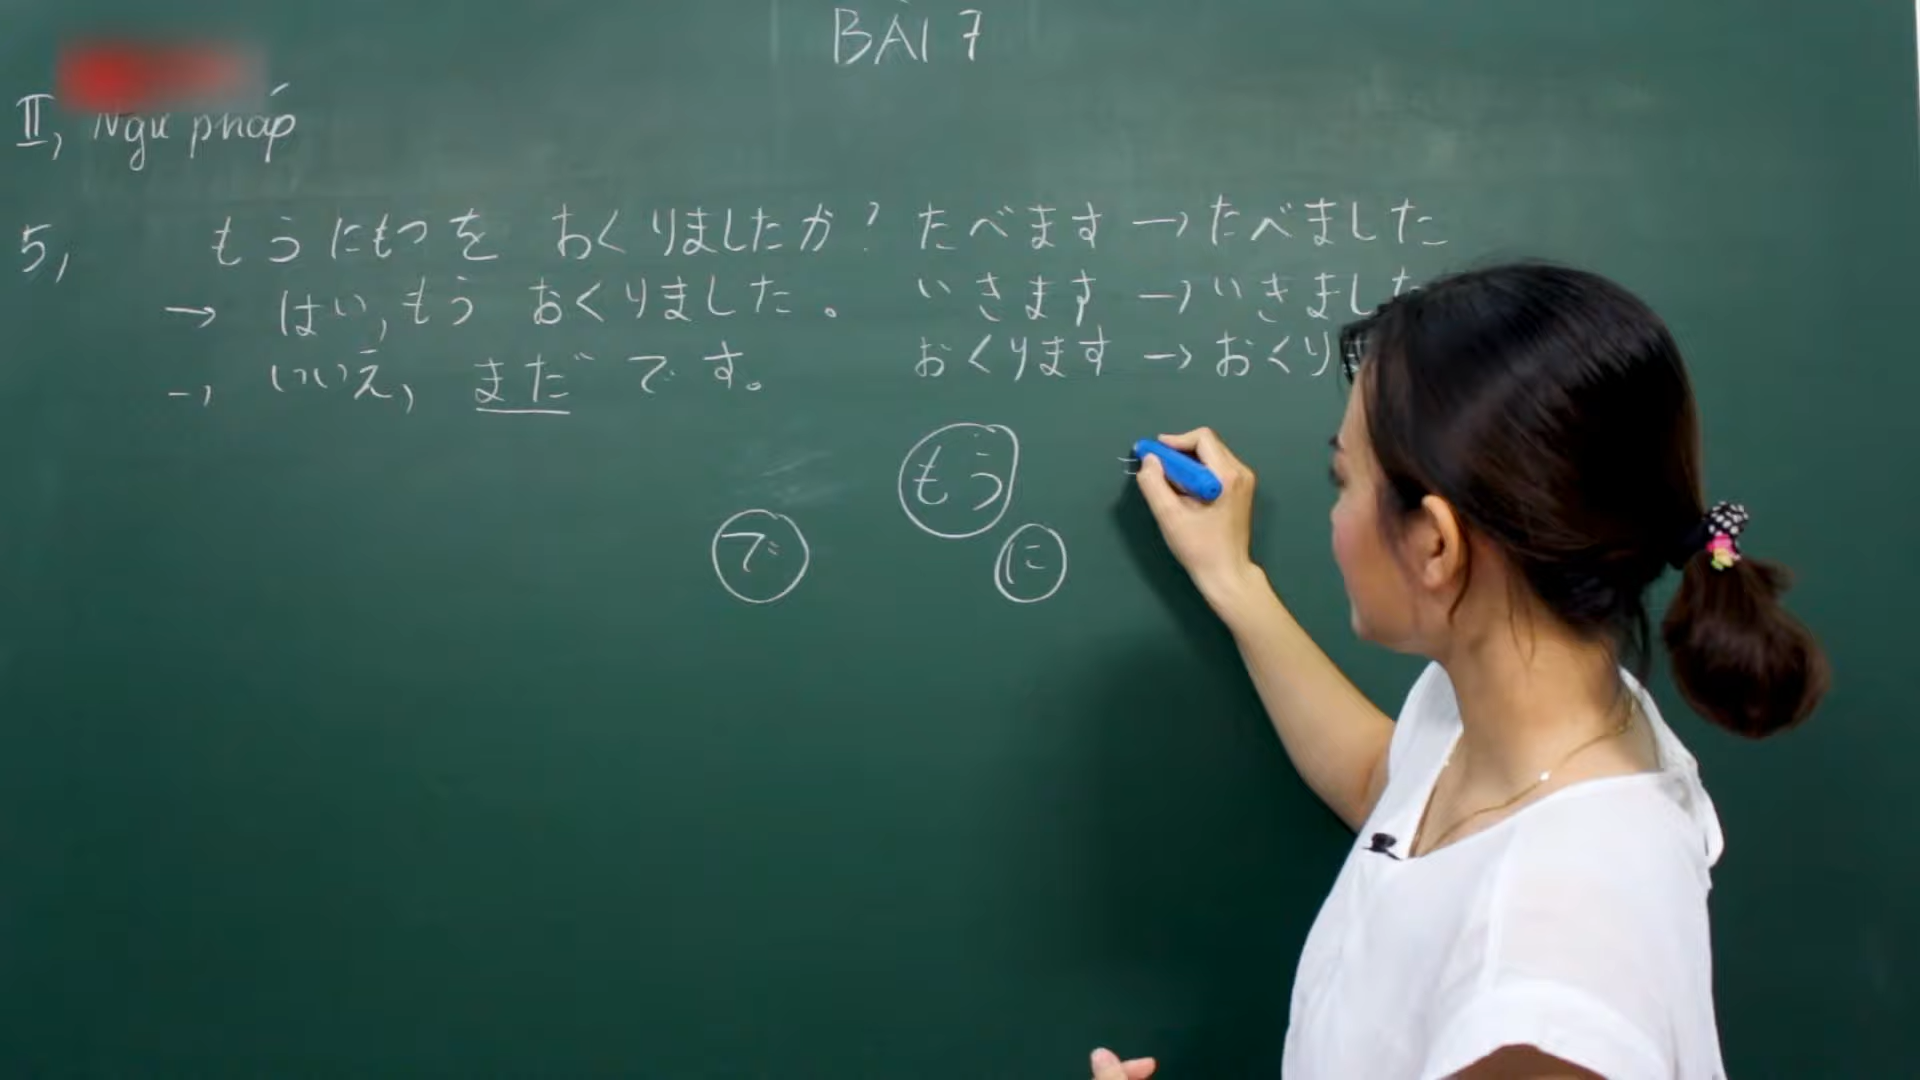 BÀI 7
II, Ngữ pháp
5, もうにもつを おくりましたか?
→ はい, もう おくりました。
→ いいえ, まだ です。
たべます → たべました
いきます → いきました
おくります → おくりま
もう
で に